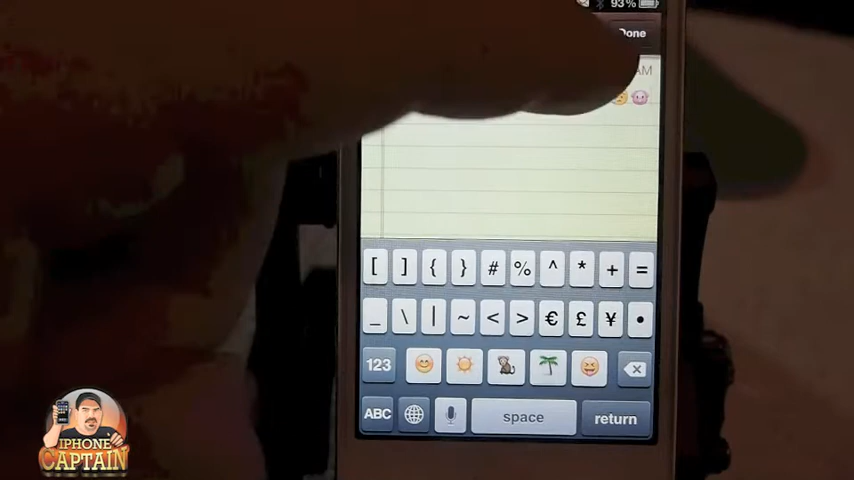 93%
Done
AM
[ ] { } # % ^ * + =
_ \ | ~ < > € £ ¥ •
123
ABC space return
IPHONE
CAPTAIN